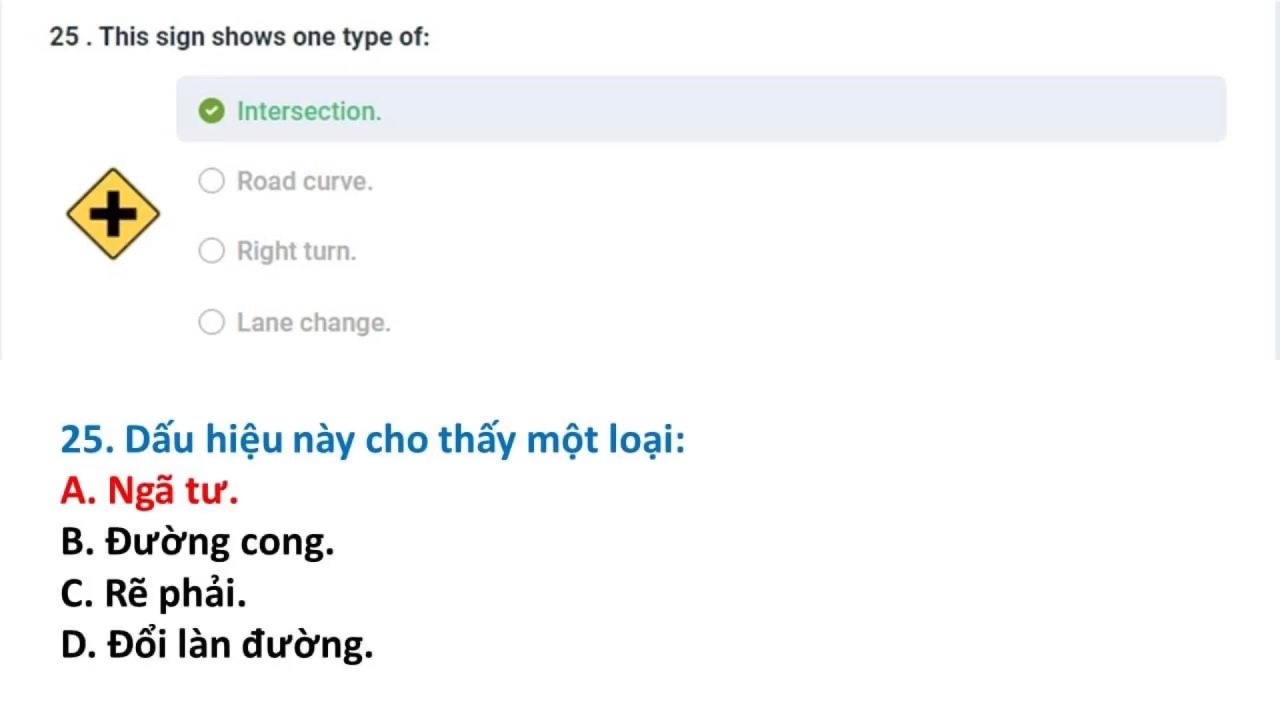 25 . This sign shows one type of:
Intersection.
Road curve.
Right turn.
Lane change.
25. Dấu hiệu này cho thấy một loại:
A. Ngã tư.
B. Đường cong.
C. Rẽ phải.
D. Đổi làn đường.